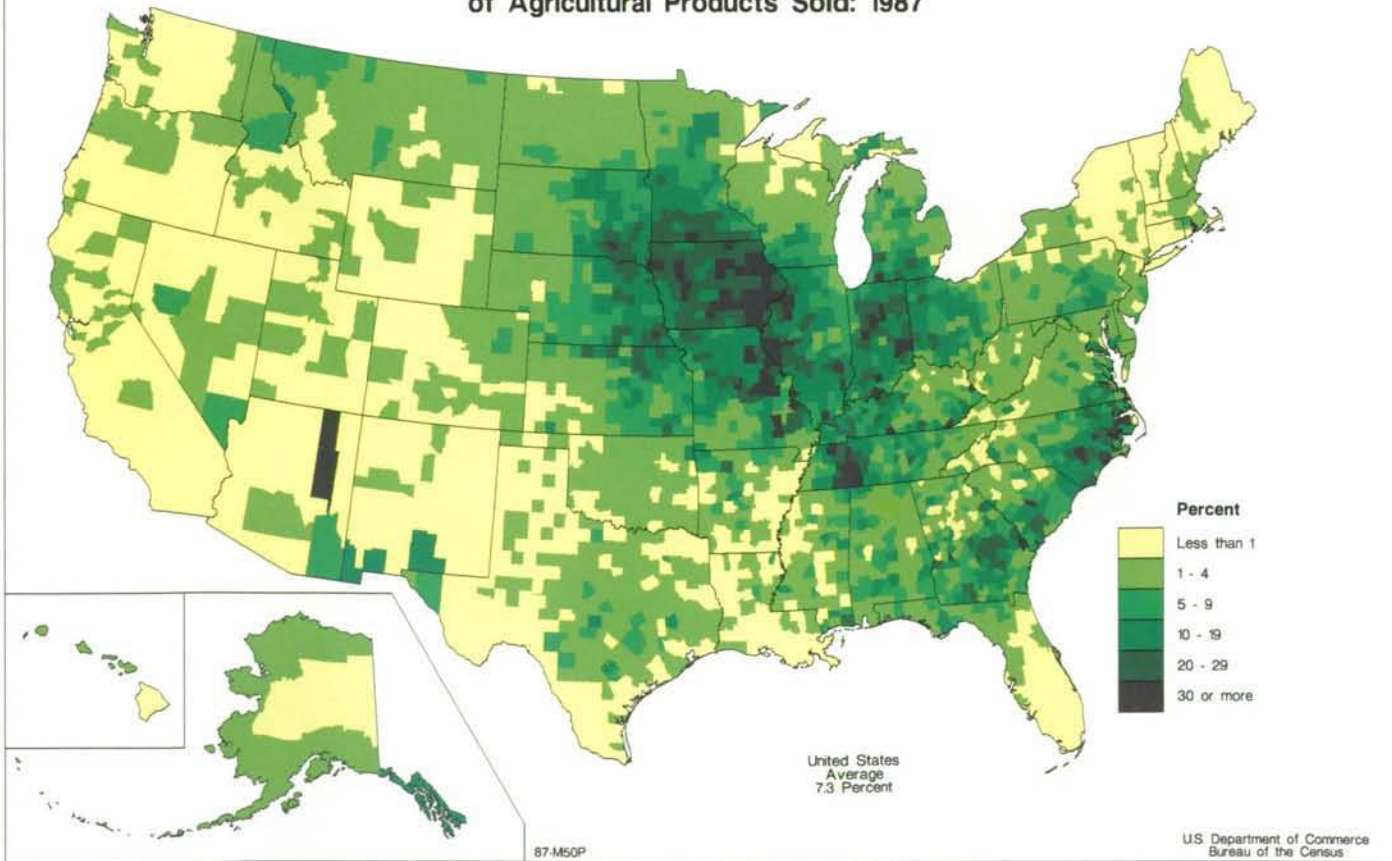 of Agricultural Products Sold: 1987
Percent
Less than 1
1 - 4
5 - 9
10 - 19
20 - 29
30 or more
United States
Average
7.3 Percent
87-M50P
U.S. Department of Commerce
Bureau of the Census